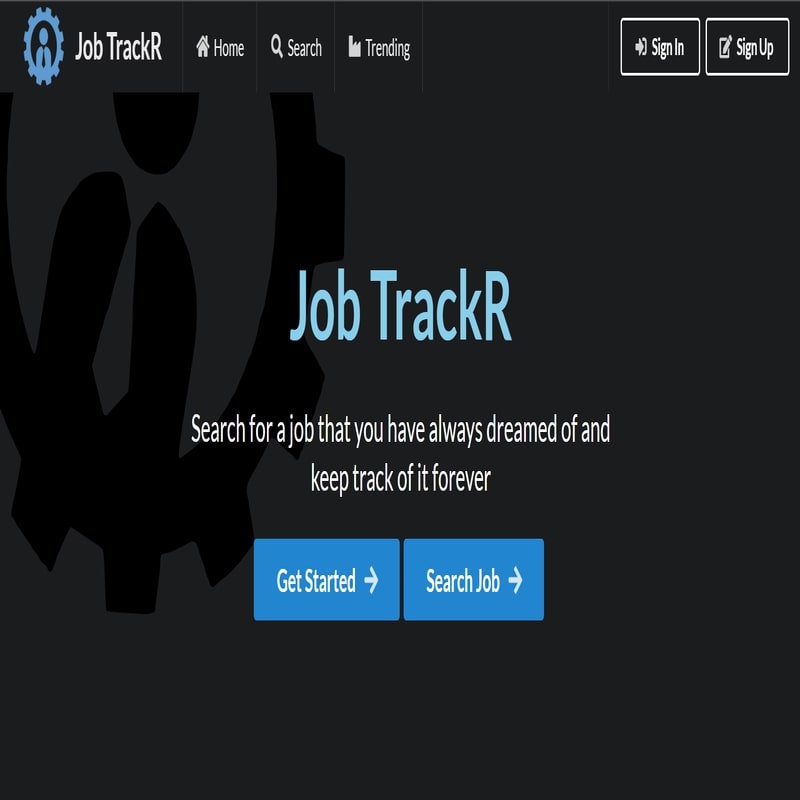 Job TrackR
Home
Search
Trending
Sign In
Sign Up
Job TrackR
Search for a job that you have always dreamed of and
keep track of it forever
Get Started
Search Job